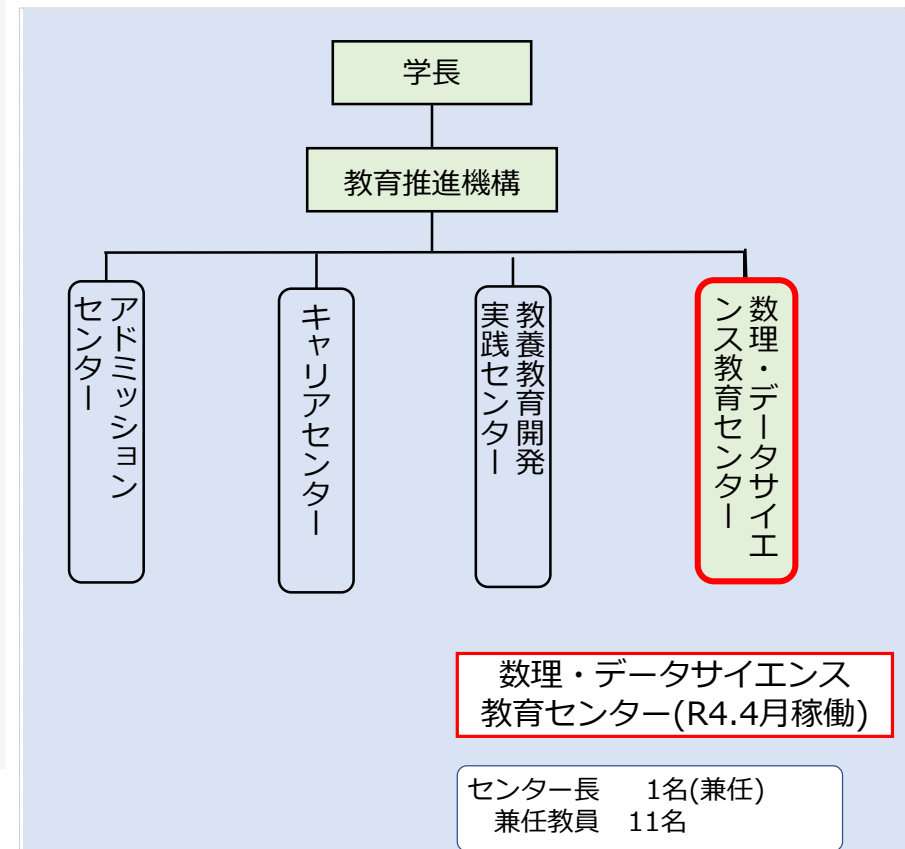 学長
教育推進機構
アドミッション
センター
キャリアセンター
教養教育開発
実践センター
数理・データサイエ
ンス教育センター
数理・データサイエンス
教育センター(R4.4月稼働)
センター長　1名(兼任)
兼任教員　11名